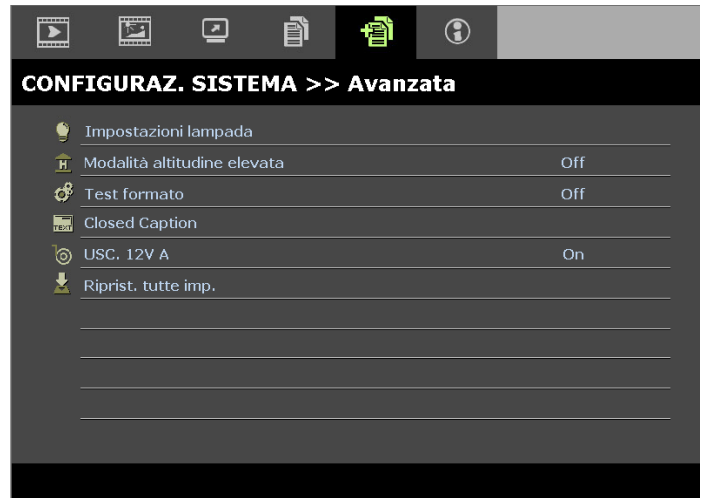 CONFIGURAZ. SISTEMA >> Avanzata
Impostazioni lampada
H Modalità altitudine elevata Off
Test formato Off
TEXT Closed Caption
USC. 12V A On
Riprist. tutte imp.